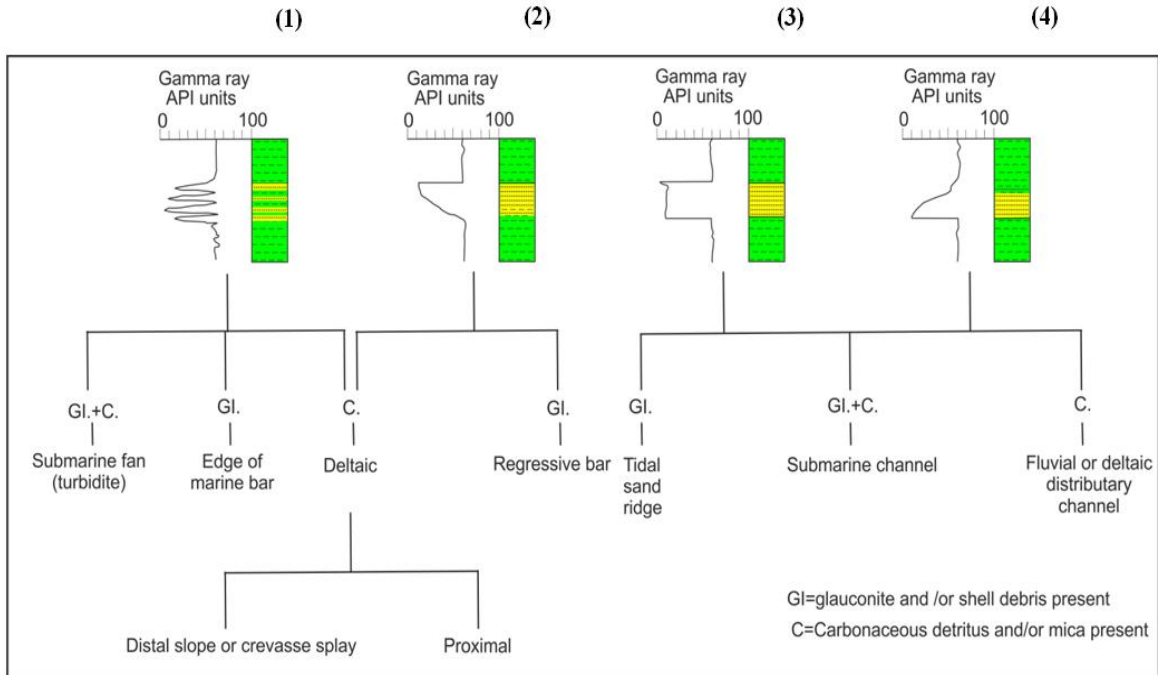 (1)
(2)
(3)
(4)
Gamma ray
API units
0
100
Gamma ray
API units
0
100
Gamma ray
API units
0
100
Gamma ray
API units
0
100
Gl.+C.
Gl.
C.
Gl.
Gl.
Gl.+C.
C.
Submarine fan
(turbidite)
Edge of
marine bar
Deltaic
Regressive bar
Tidal
sand
ridge
Submarine channel
Fluvial or deltaic
distributary
channel
Distal slope or crevasse splay
Proximal
Gl=glauconite and /or shell debris present
C=Carbonaceous detritus and/or mica present